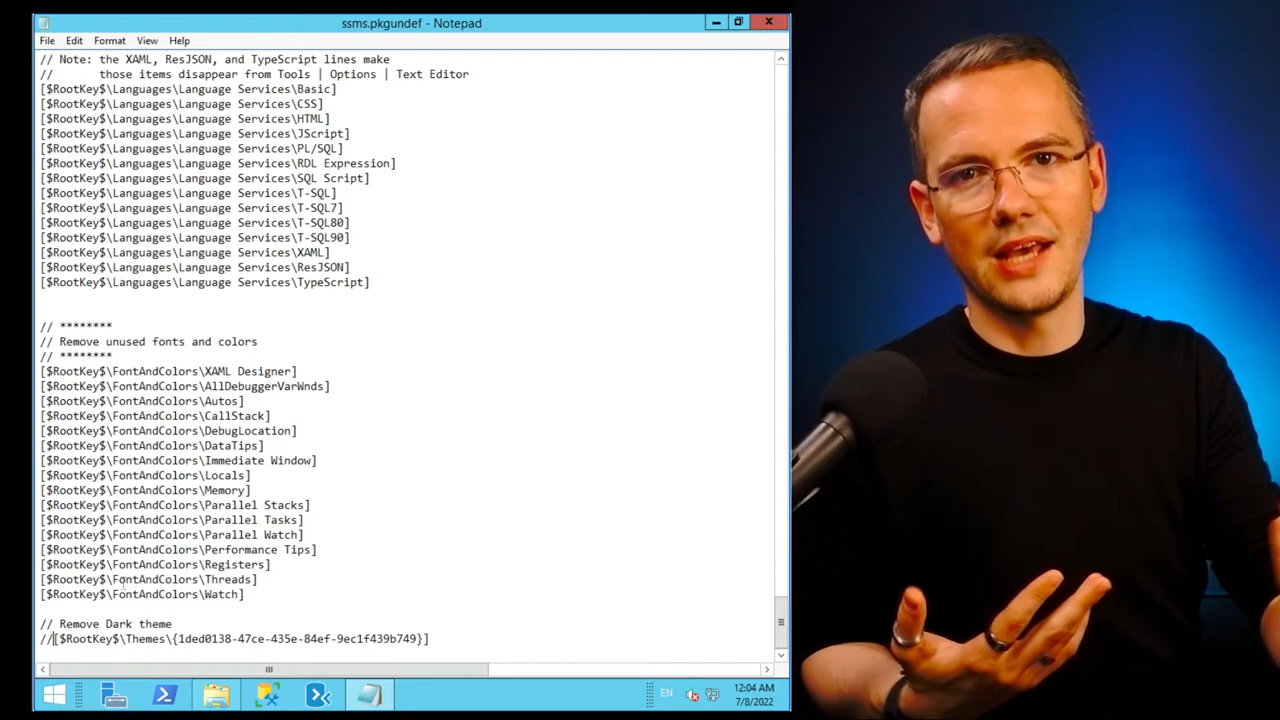 ssms.pkgundef - Notepad
File Edit Format View Help
// Note: the XAML, ResJSON, and TypeScript lines make
//       those items disappear from Tools | Options | Text Editor
[$RootKey$\Languages\Language Services\Basic]
[$RootKey$\Languages\Language Services\CSS]
[$RootKey$\Languages\Language Services\HTML]
[$RootKey$\Languages\Language Services\JScript]
[$RootKey$\Languages\Language Services\PL/SQL]
[$RootKey$\Languages\Language Services\RDL Expression]
[$RootKey$\Languages\Language Services\SQL Script]
[$RootKey$\Languages\Language Services\T-SQL]
[$RootKey$\Languages\Language Services\T-SQL7]
[$RootKey$\Languages\Language Services\T-SQL80]
[$RootKey$\Languages\Language Services\T-SQL90]
[$RootKey$\Languages\Language Services\XAML]
[$RootKey$\Languages\Language Services\ResJSON]
[$RootKey$\Languages\Language Services\TypeScript]
// ********
// Remove unused fonts and colors
// ********
[$RootKey$\FontAndColors\XAML Designer]
[$RootKey$\FontAndColors\AllDebuggerVarWnds]
[$RootKey$\FontAndColors\Autos]
[$RootKey$\FontAndColors\CallStack]
[$RootKey$\FontAndColors\DebugLocation]
[$RootKey$\FontAndColors\DataTips]
[$RootKey$\FontAndColors\Immediate Window]
[$RootKey$\FontAndColors\Locals]
[$RootKey$\FontAndColors\Memory]
[$RootKey$\FontAndColors\Parallel Stacks]
[$RootKey$\FontAndColors\Parallel Tasks]
[$RootKey$\FontAndColors\Parallel Watch]
[$RootKey$\FontAndColors\Performance Tips]
[$RootKey$\FontAndColors\Registers]
[$RootKey$\FontAndColors\Threads]
[$RootKey$\FontAndColors\Watch]
// Remove Dark theme
//[$RootKey$\Themes\{1ded0138-47ce-435e-84ef-9ec1f439b749}]
EN
12:04 AM
7/8/2022